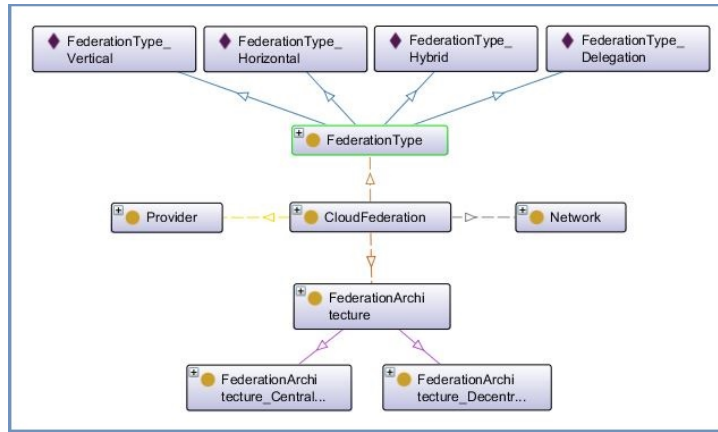 FederationType_
Vertical
FederationType_
Horizontal
FederationType_
Hybrid
FederationType_
Delegation
FederationType
Provider
CloudFederation
Network
FederationArchi
tecture
FederationArchi
tecture_Central...
FederationArchi
tecture_Decentr...